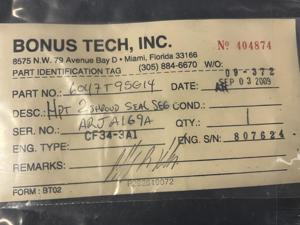 BONUS TECH, INC. № 404874
8575 N.W. 79 Avenue Bay D • Miami, Florida 33166
(305) 884-6670 W/O:
PART IDENTIFICATION TAG 09-372
PART NO.: 6047T95G14 DATE: SEP 03 2009
DESC.: HPT 2 SHROUD SEAL SEG
SER. NO.: ARJA169A QTY.: 1
ENG. TYPE: CF34-3A1 ENG. S/N: 807624
REMARKS:
FORM: BT02